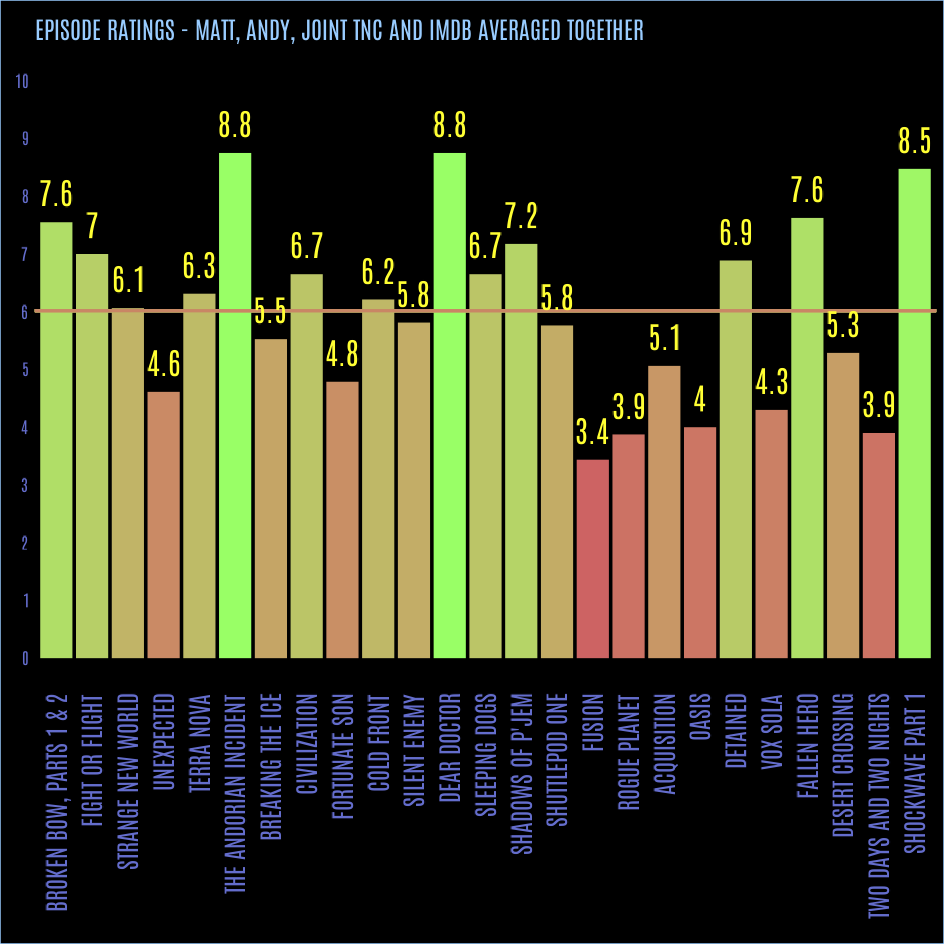 EPISODE RATINGS - MATT, ANDY, JOINT TNC AND IMDB AVERAGED TOGETHER
10
9
8
7
6
5
4
3
2
1
0
7.6
7
6.1
4.6
6.3
8.8
5.5
6.7
4.8
6.2
5.8
8.8
6.7
7.2
5.8
3.4
3.9
5.1
4
6.9
4.3
7.6
5.3
3.9
8.5
BROKEN BOW, PARTS 1 & 2
FIGHT OR FLIGHT
STRANGE NEW WORLD
UNEXPECTED
TERRA NOVA
THE ANDORIAN INCIDENT
BREAKING THE ICE
CIVILIZATION
FORTUNATE SON
COLD FRONT
SILENT ENEMY
DEAR DOCTOR
SLEEPING DOGS
SHADOWS OF P'JEM
SHUTTLEPOD ONE
FUSION
ROGUE PLANET
ACQUISITION
OASIS
DETAINED
VOX SOLA
FALLEN HERO
DESERT CROSSING
TWO DAYS AND TWO NIGHTS
SHOCKWAVE PART 1